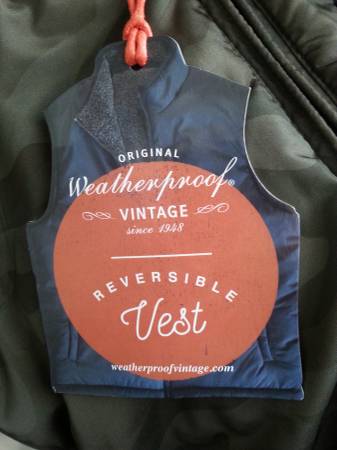 ORIGINAL
Weatherproof®
VINTAGE
since 1948
REVERSIBLE
Vest
weatherproofvintage.com